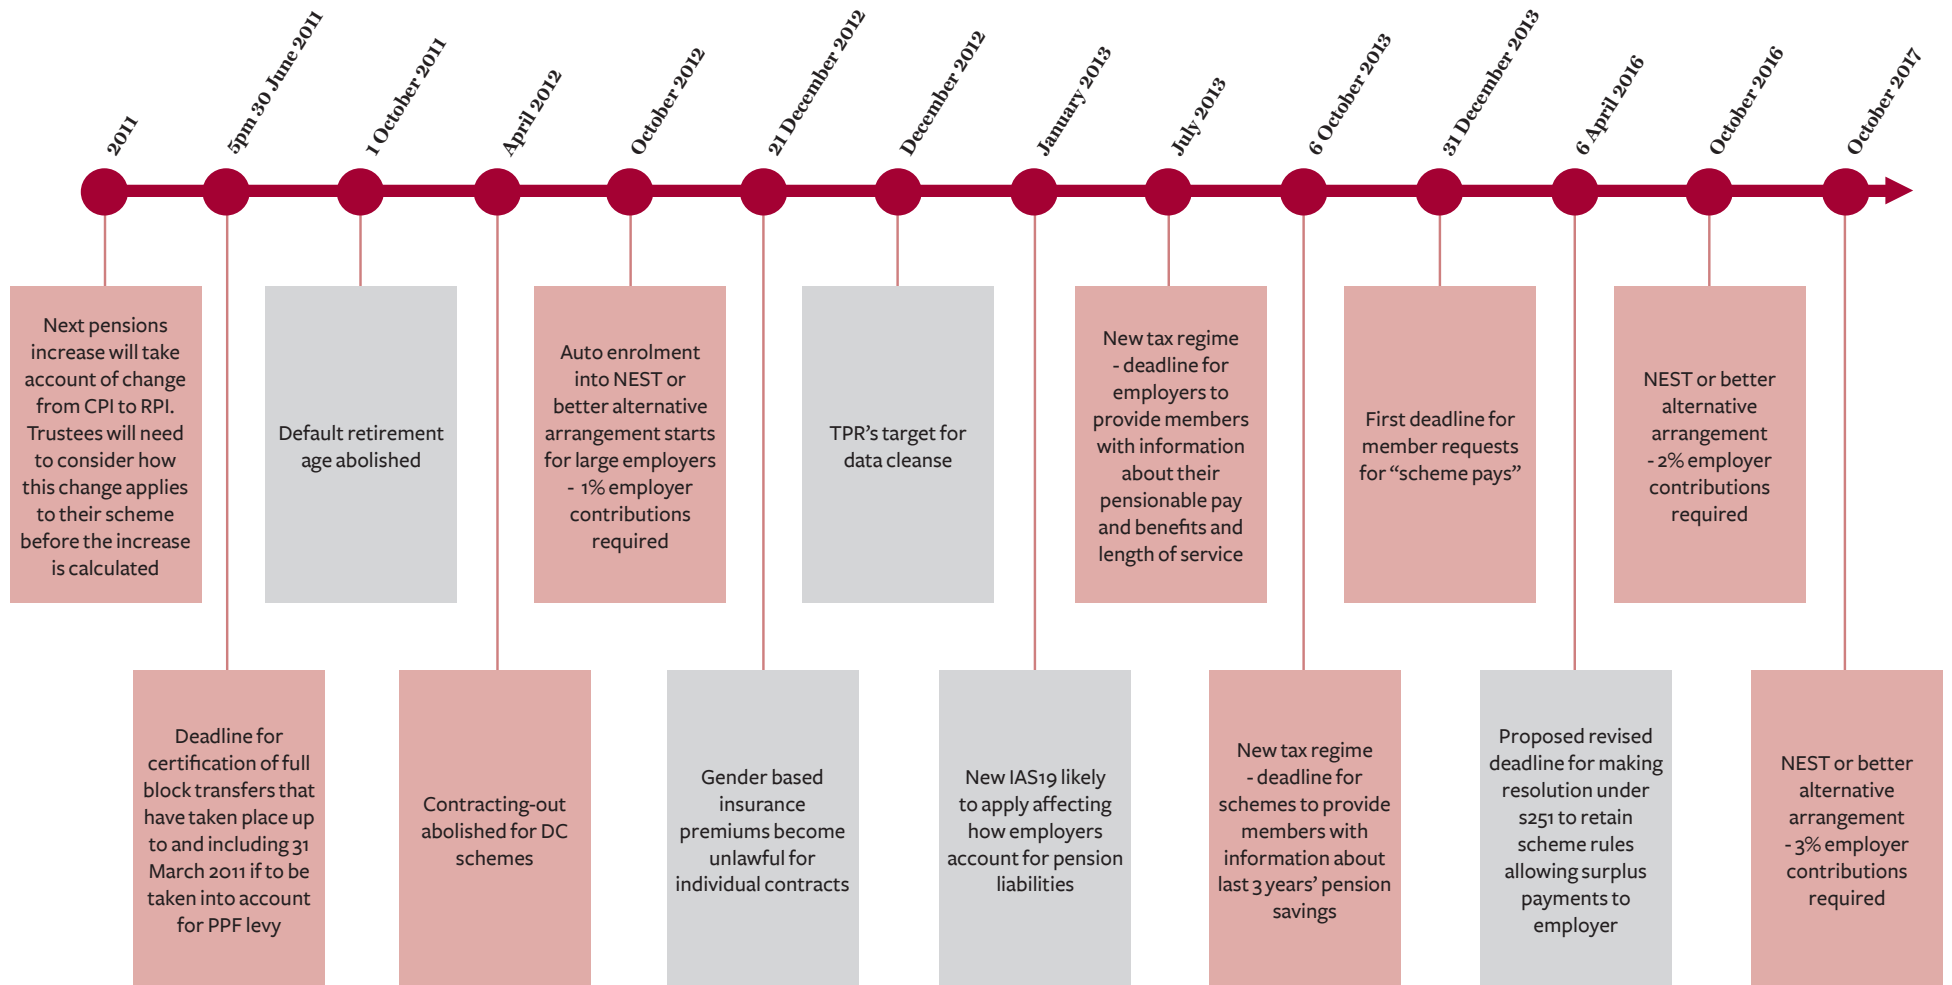 2011
5pm 30 June 2011
1 October 2011
April 2012
October 2012
21 December 2012
December 2012
January 2013
July 2013
6 October 2013
31 December 2013
6 April 2016
October 2016
October 2017
Next pensions
increase will take
account of change
from CPI to RPI.
Trustees will need
to consider how
this change applies
to their scheme
before the increase
is calculated
Default retirement
age abolished
Auto enrolment
into NEST or
better alternative
arrangement starts
for large employers
- 1% employer
contributions
required
TPR’s target for
data cleanse
New tax regime
- deadline for
employers to
provide members
with information
about their
pensionable pay
and benefits and
length of service
First deadline for
member requests
for “scheme pays”
NEST or better
alternative
arrangement
- 2% employer
contributions
required
Deadline for
certification of full
block transfers that
have taken place up
to and including 31
March 2011 if to be
taken into account
for PPF levy
Contracting-out
abolished for DC
schemes
Gender based
insurance
premiums become
unlawful for
individual contracts
New IAS19 likely
to apply affecting
how employers
account for pension
liabilities
New tax regime
- deadline for
schemes to provide
members with
information about
last 3 years’ pension
savings
Proposed revised
deadline for making
resolution under
s251 to retain
scheme rules
allowing surplus
payments to
employer
NEST or better
alternative
arrangement
- 3% employer
contributions
required